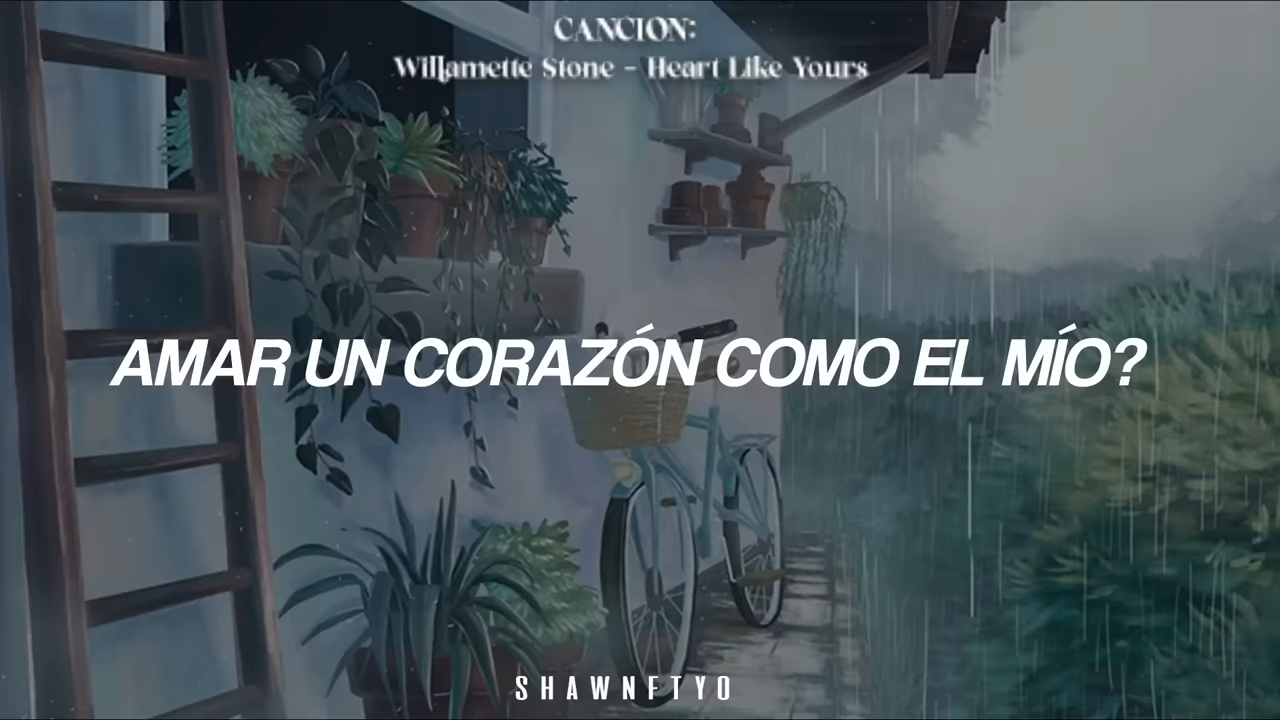 CANCION:
Willamette Stone - Heart Like Yours
AMAR UN CORAZÓN COMO EL MÍO?
SHAWNFTYO